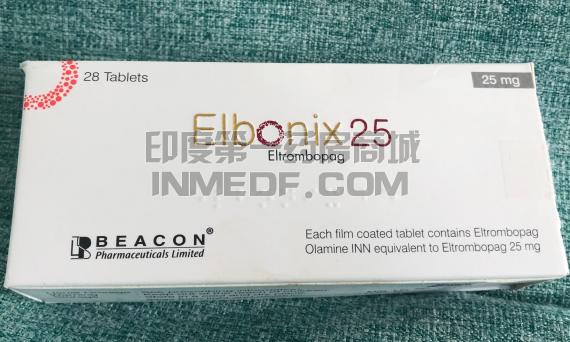 28 Tablets
25 mg
Elbonix 25
Eltrombopag
印度第一药房商城
INMEDF.COM
BEACON®
Pharmaceuticals Limited
Each film coated tablet contains Eltrombopag
Olamine INN equivalent to Eltrombopag 25 mg